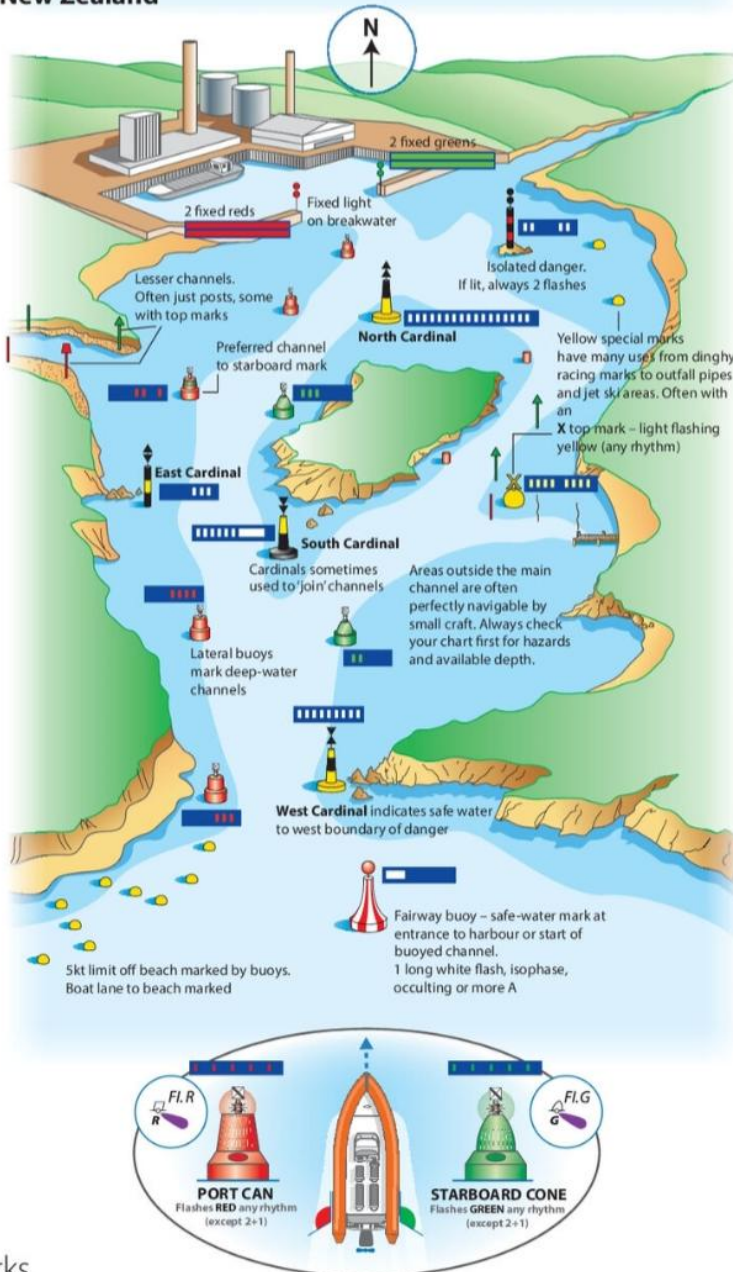 New Zealand
N
2 fixed greens
2 fixed reds
Fixed light
on breakwater
Isolated danger.
If lit, always 2 flashes
Lesser channels.
Often just posts, some
with top marks
North Cardinal
Preferred channel
to starboard mark
Yellow special marks
have many uses from dinghy
racing marks to outfall pipes
and jet ski areas. Often with
an
X top mark – light flashing
yellow (any rhythm)
East Cardinal
South Cardinal
Cardinals sometimes
used to 'join' channels
Areas outside the main
channel are often
perfectly navigable by
small craft. Always check
your chart first for hazards
and available depth.
Lateral buoys
mark deep-water
channels
West Cardinal indicates safe water
to west boundary of danger
Fairway buoy – safe-water mark at
entrance to harbour or start of
buoyed channel.
1 long white flash, isophase,
occulting or more A
5kt limit off beach marked by buoys.
Boat lane to beach marked
Fl.R
R
Fl.G
G
PORT CAN
Flashes RED any rhythm
(except 2+1)
STARBOARD CONE
Flashes GREEN any rhythm
(except 2+1)